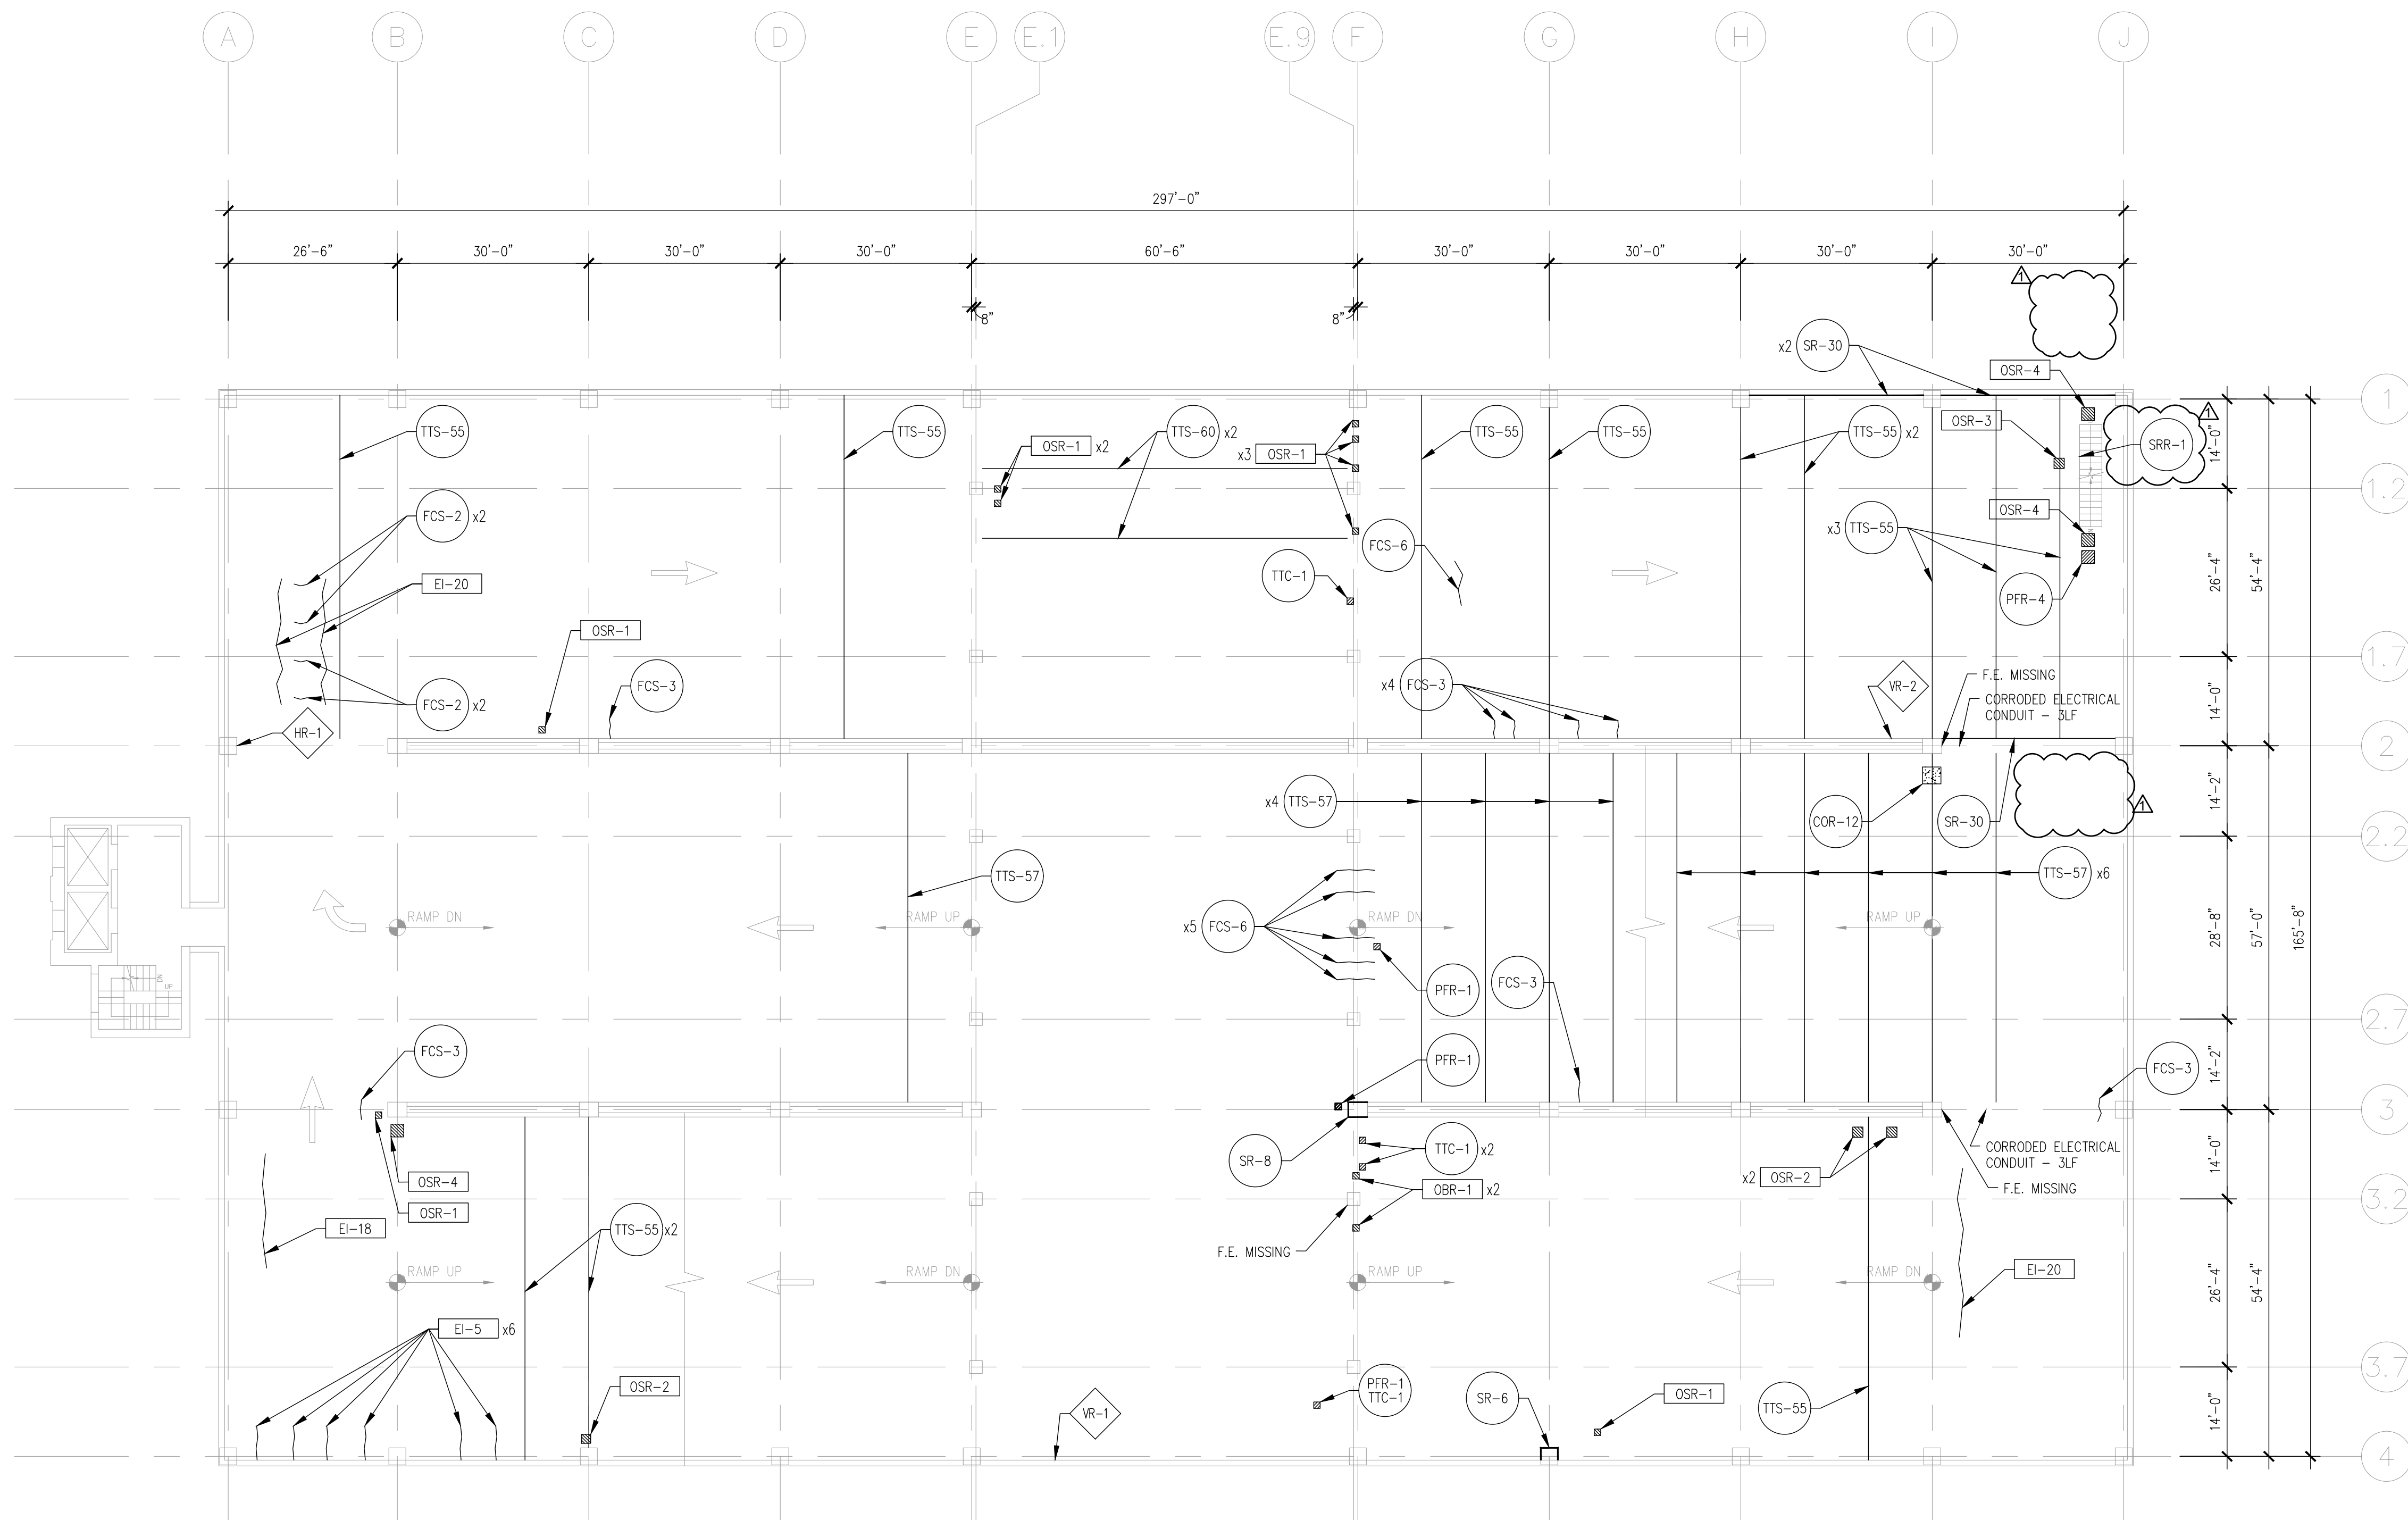 A B C D E E.1 E.9 F G H I J
297'-0"
26'-6" 30'-0" 30'-0" 30'-0" 60'-6" 30'-0" 30'-0" 30'-0" 30'-0"
1
8" 8"
x2 SR-30
OSR-4
1
1
OSR-3
SRR-1
14'-0"
TTS-55
TTS-55
OSR-1 x2
TTS-60 x2
x3 OSR-1
TTS-55
TTS-55
TTS-55 x2
1.2
FCS-2 x2
OSR-4
x3 TTS-55
FCS-6
TTC-1
EI-20
PFR-4
26'-4"
54'-4"
OSR-1
1.7
FCS-3
x4 FCS-3
VR-2
F.E. MISSING
CORRODED ELECTRICAL
CONDUIT - 3LF
14'-0"
FCS-2 x2
HR-1
2
x4 TTS-57
COR-12
SR-30
1
14'-2"
2.2
TTS-57
TTS-57 x6
RAMP DN
RAMP UP
x5 FCS-6
RAMP DN
RAMP UP
28'-8"
57'-0"
165'-8"
DN
UP
PFR-1
FCS-3
2.7
FCS-3
PFR-1
FCS-3
14'-2"
3
SR-8
TTC-1 x2
x2 OSR-2
CORRODED ELECTRICAL
CONDUIT - 3LF
F.E. MISSING
14'-0"
OSR-4
OBR-1 x2
3.2
OSR-1
EI-18
TTS-55 x2
F.E. MISSING
RAMP UP
RAMP DN
RAMP UP
RAMP DN
EI-20
26'-4"
54'-4"
EI-5 x6
3.7
OSR-2
PFR-1
TTC-1
SR-6
OSR-1
TTS-55
VR-1
14'-0"
4